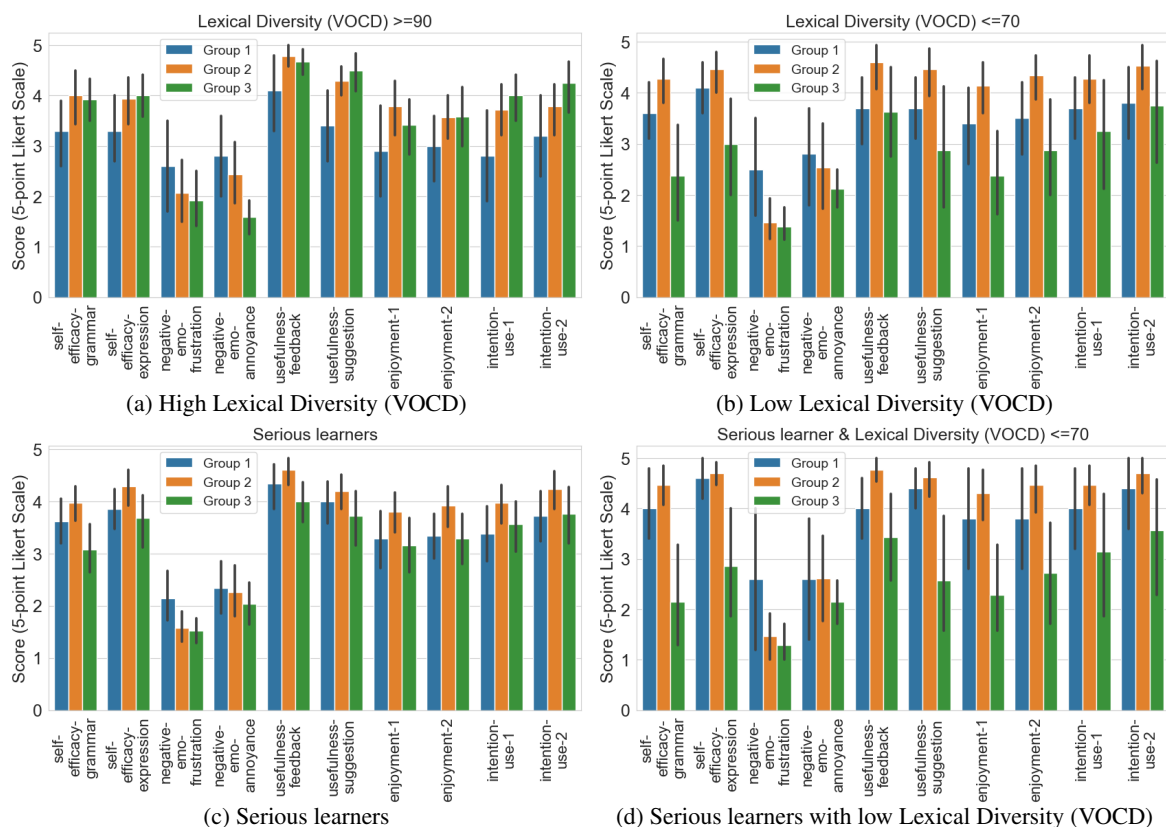 Lexical Diversity (VOCD) >=90
Score (5-point Likert Scale)
5
4
3
2
1
0
Group 1
Group 2
Group 3
self-
efficacy-
grammar
self-
efficacy-
expression
negative-
emo-
frustration
negative-
emo-
annoyance
usefulness-
feedback
usefulness-
suggestion
enjoyment-1
enjoyment-2
intention-
use-1
intention-
use-2
(a) High Lexical Diversity (VOCD)
Lexical Diversity (VOCD) <=70
Score (5-point Likert Scale)
5
4
3
2
1
0
Group 1
Group 2
Group 3
self-
efficacy-
grammar
self-
efficacy-
expression
negative-
emo-
frustration
negative-
emo-
annoyance
usefulness-
feedback
usefulness-
suggestion
enjoyment-1
enjoyment-2
intention-
use-1
intention-
use-2
(b) Low Lexical Diversity (VOCD)
Serious learners
Score (5-point Likert Scale)
5
4
3
2
1
0
Group 1
Group 2
Group 3
self-
efficacy-
grammar
self-
efficacy-
expression
negative-
emo-
frustration
negative-
emo-
annoyance
usefulness-
feedback
usefulness-
suggestion
enjoyment-1
enjoyment-2
intention-
use-1
intention-
use-2
(c) Serious learners
Serious learner & Lexical Diversity (VOCD) <=70
Score (5-point Likert Scale)
5
4
3
2
1
0
Group 1
Group 2
Group 3
self-
efficacy-
grammar
self-
efficacy-
expression
negative-
emo-
frustration
negative-
emo-
annoyance
usefulness-
feedback
usefulness-
suggestion
enjoyment-1
enjoyment-2
intention-
use-1
intention-
use-2
(d) Serious learners with low Lexical Diversity (VOCD)